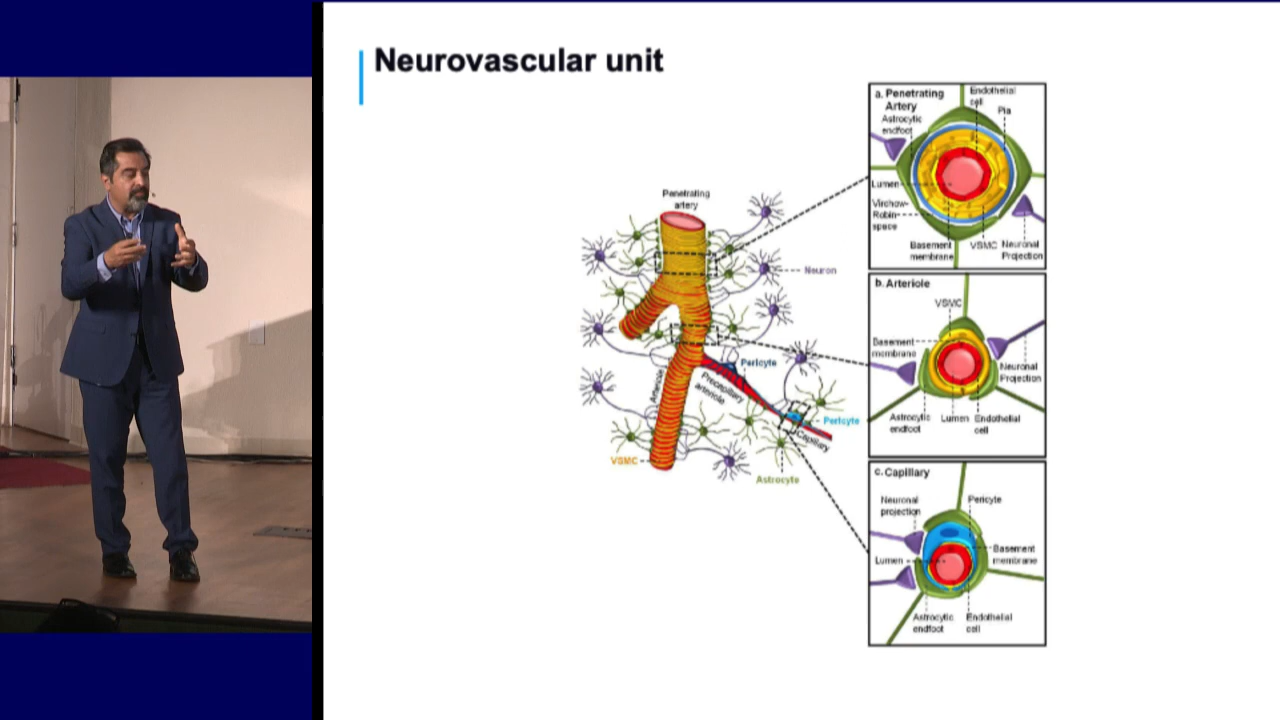 Neurovascular unit
Penetrating
artery
Neuron
Pericyte
Precapillary
arteriole
Arteriole
Pericyte
Capillary
VSMC
Astrocyte
a. Penetrating
Artery
Endothelial
cell
Pia
Astrocytic
endfoot
Lumen
Virchow-
Robin
space
Basement
membrane
VSMC
Neuronal
Projection
b. Arteriole
VSMC
Basement
membrane
Neuronal
Projection
Astrocytic
endfoot
Lumen
Endothelial
cell
c. Capillary
Neuronal
projection
Pericyte
Lumen
Basement
membrane
Astrocytic
endfoot
Endothelial
cell